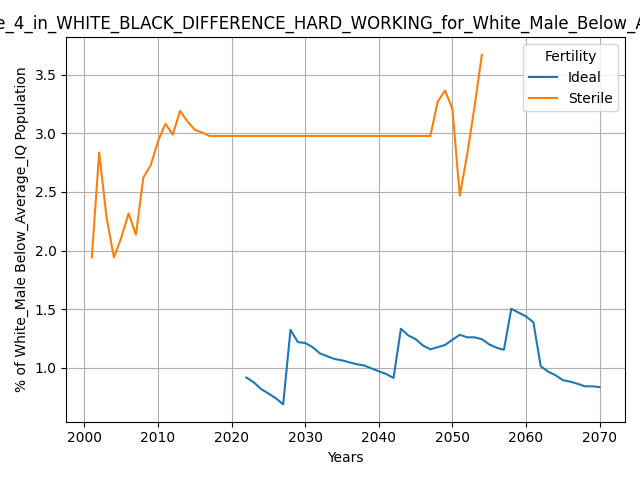 e_4_in_WHITE_BLACK_DIFFERENCE_HARD_WORKING_for_White_Male_Below_A
Fertility
Ideal
Sterile
% of White_Male Below_Average_IQ Population
3.5
3.0
2.5
2.0
1.5
1.0
2000 2010 2020 2030 2040 2050 2060 2070
Years